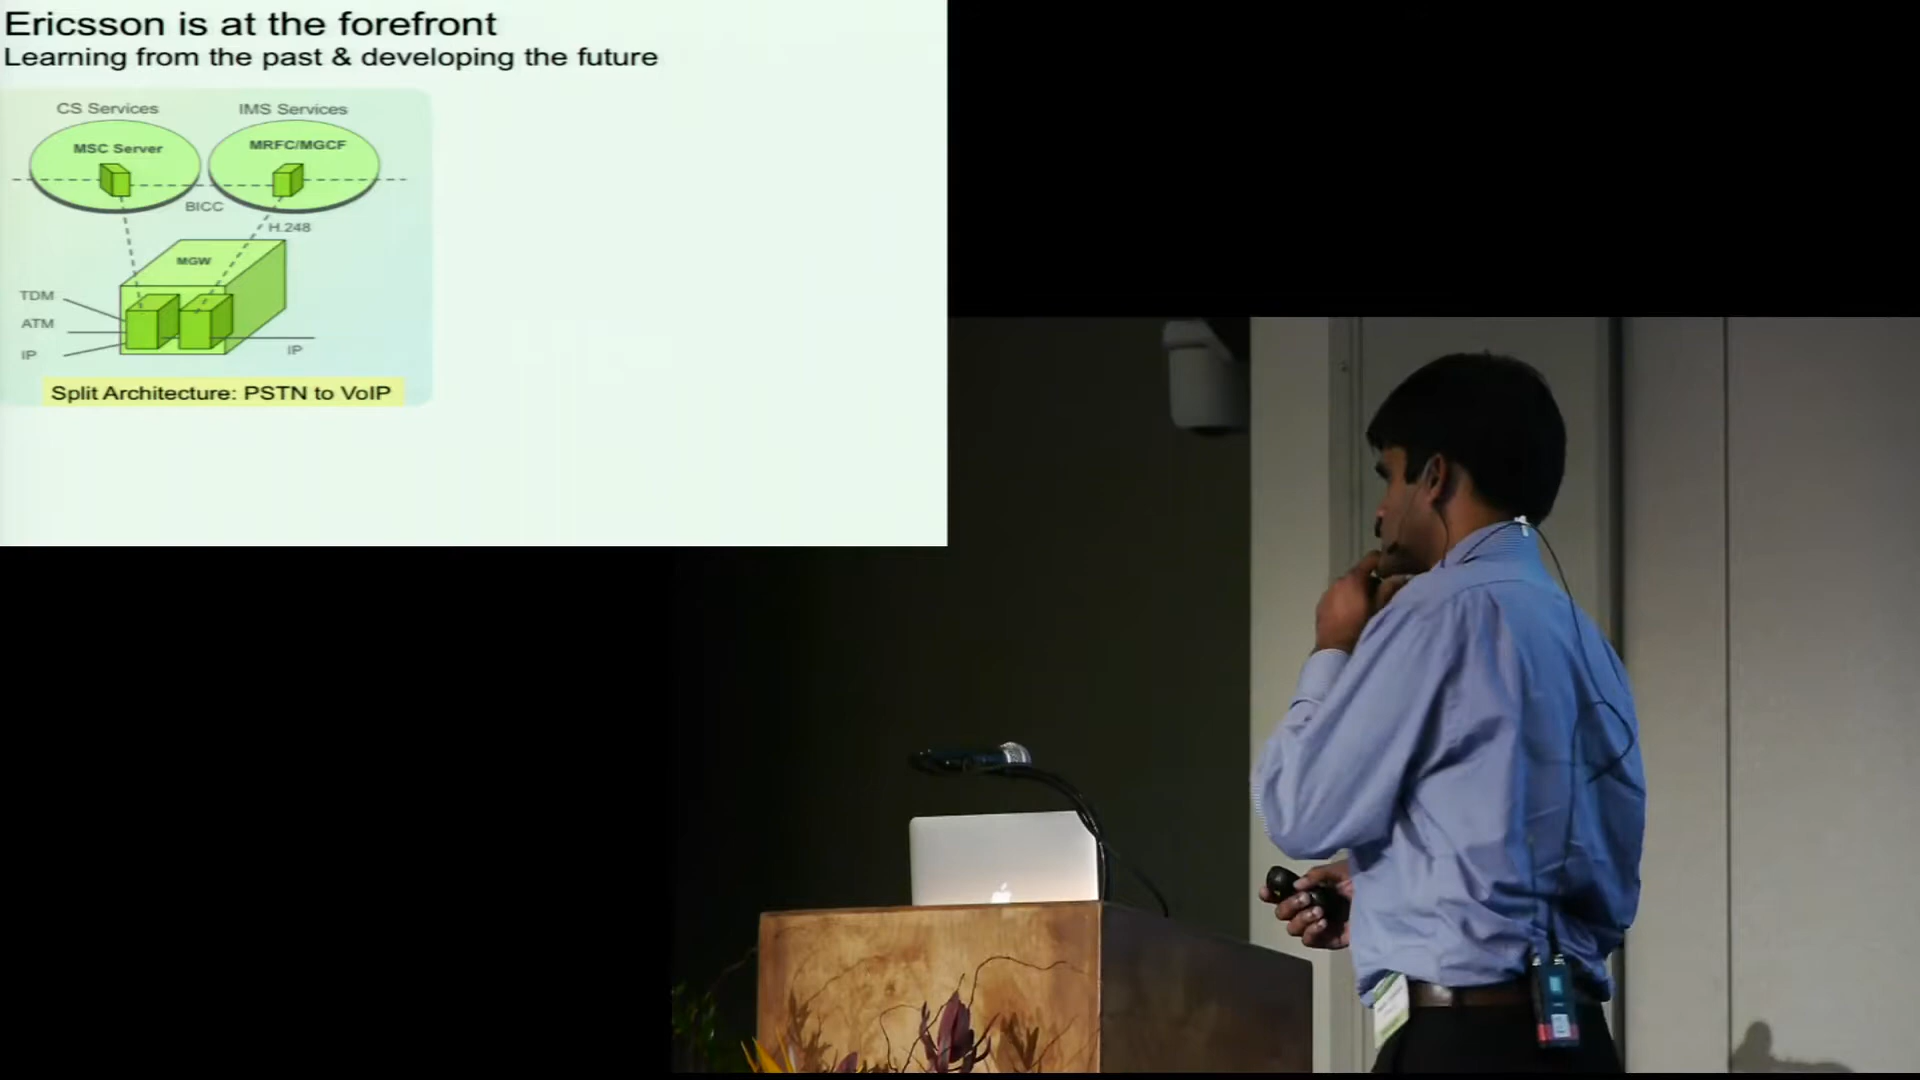 Ericsson is at the forefront
Learning from the past & developing the future
CS Services
IMS Services
MSC Server
MRFC/MGCF
BICC
H.248
MGW
TDM
ATM
IP
IP
Split Architecture: PSTN to VoIP